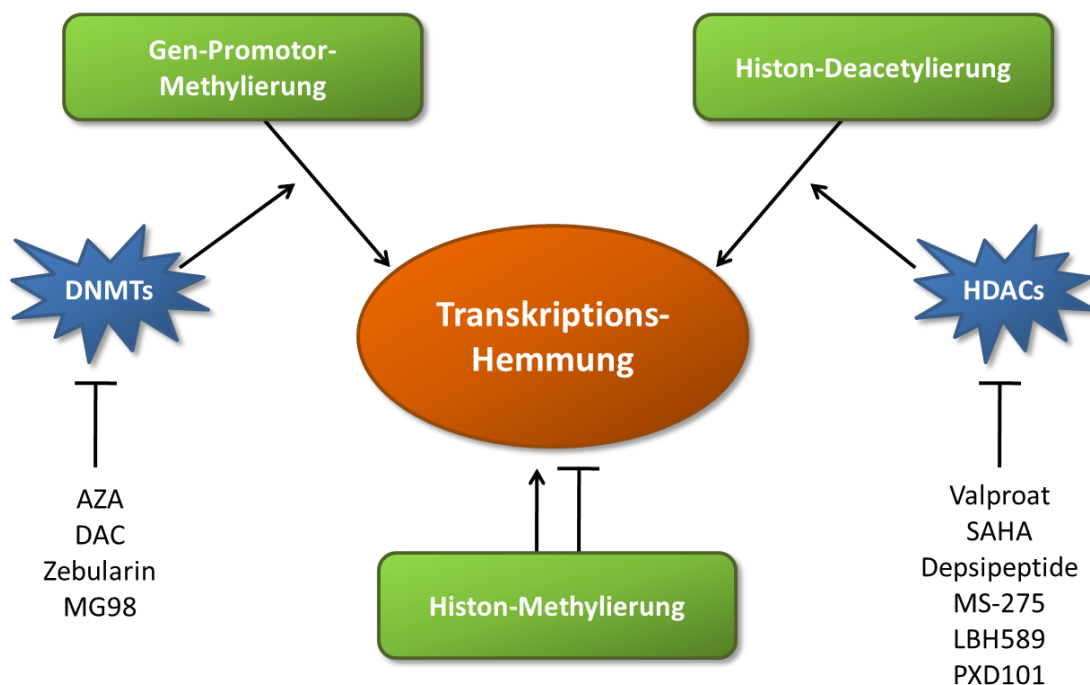 Gen-Promotor-
Methylierung
Histon-Deacetylierung
DNMTs
HDACs
Transkriptions-
Hemmung
AZA
DAC
Zebularin
MG98
Valproat
SAHA
Depsipeptide
MS-275
LBH589
PXD101
Histon-Methylierung